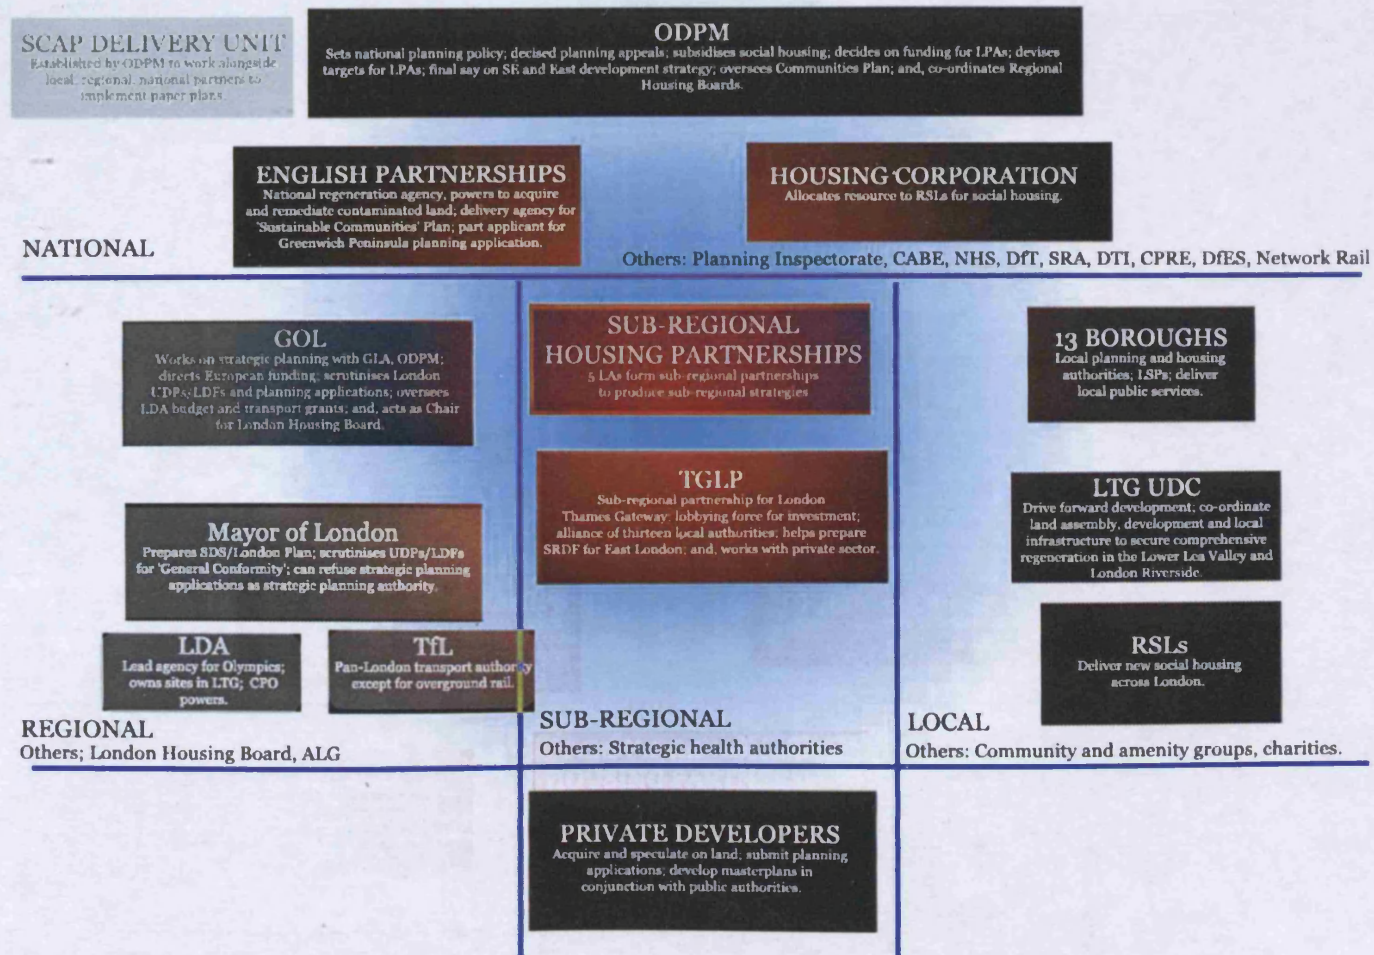 SCAP DELIVERY UNIT
Established by ODPM to work alongside
local, regional, national partners to
implement paper plans.
ODPM
Sets national planning policy; decised planning appeals; subsidises social housing; decides on funding for LPAs; devises
targets for LPAs; final say on SE and East development strategy; oversees Communities Plan; and, co-ordinates Regional
Housing Boards.
ENGLISH PARTNERSHIPS
National regeneration agency, powers to acquire
and remediate contaminated land; delivery agency for
'Sustainable Communities' Plan; part applicant for
Greenwich Peninsula planning application.
HOUSING CORPORATION
Allocates resource to RSLs for social housing.
NATIONAL
Others: Planning Inspectorate, CABE, NHS, DfT, SRA, DTI, CPRE, DfES, Network Rail
GOL
Works on strategic planning with GLA, ODPM;
directs European funding; scrutinises London
UDPs/LDFs and planning applications; oversees
LDA budget and transport grants; and, acts as Chair
for London Housing Board.
Mayor of London
Prepares SDS/London Plan; scrutinises UDPs/LDFs
for 'General Conformity'; can refuse strategic planning
applications as strategic planning authority.
LDA
Lead agency for Olympics;
owns sites in LTG; CPO
powers.
TfL
Pan-London transport authority
except for overground rail.
REGIONAL
Others; London Housing Board, ALG
SUB-REGIONAL
HOUSING PARTNERSHIPS
5 LAs form sub-regional partnerships
to produce sub-regional strategies
TGLP
Sub-regional partnership for London
Thames Gateway; lobbying force for investment;
alliance of thirteen local authorities; helps prepare
SRDF for East London; and, works with private sector.
SUB-REGIONAL
Others: Strategic health authorities
13 BOROUGHS
Local planning and housing
authorities; LSPs; deliver
local public services.
LTG UDC
Drive forward development; co-ordinate
land assembly, development and local
infrastructure to secure comprehensive
regeneration in the Lower Lea Valley and
London Riverside.
RSLs
Deliver new social housing
across London.
LOCAL
Others: Community and amenity groups, charities.
PRIVATE DEVELOPERS
Acquire and speculate on land; submit planning
applications; develop masterplans in
conjunction with public authorities.